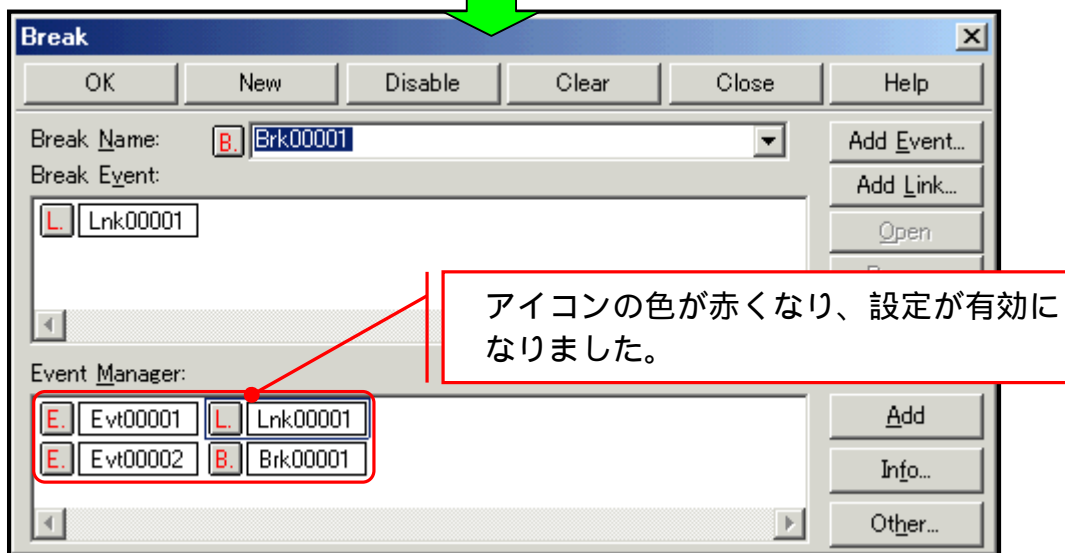 Break
OK New Disable Clear Close Help
Break Name: B. Brk00001 Add Event...
Break Event: Add Link...
L. Lnk00001
Open
アイコンの色が赤くなり、設定が有効に
なりました。
Event Manager:
E. Evt00001 L. Lnk00001 Add
E. Evt00002 B. Brk00001 Info...
Other...